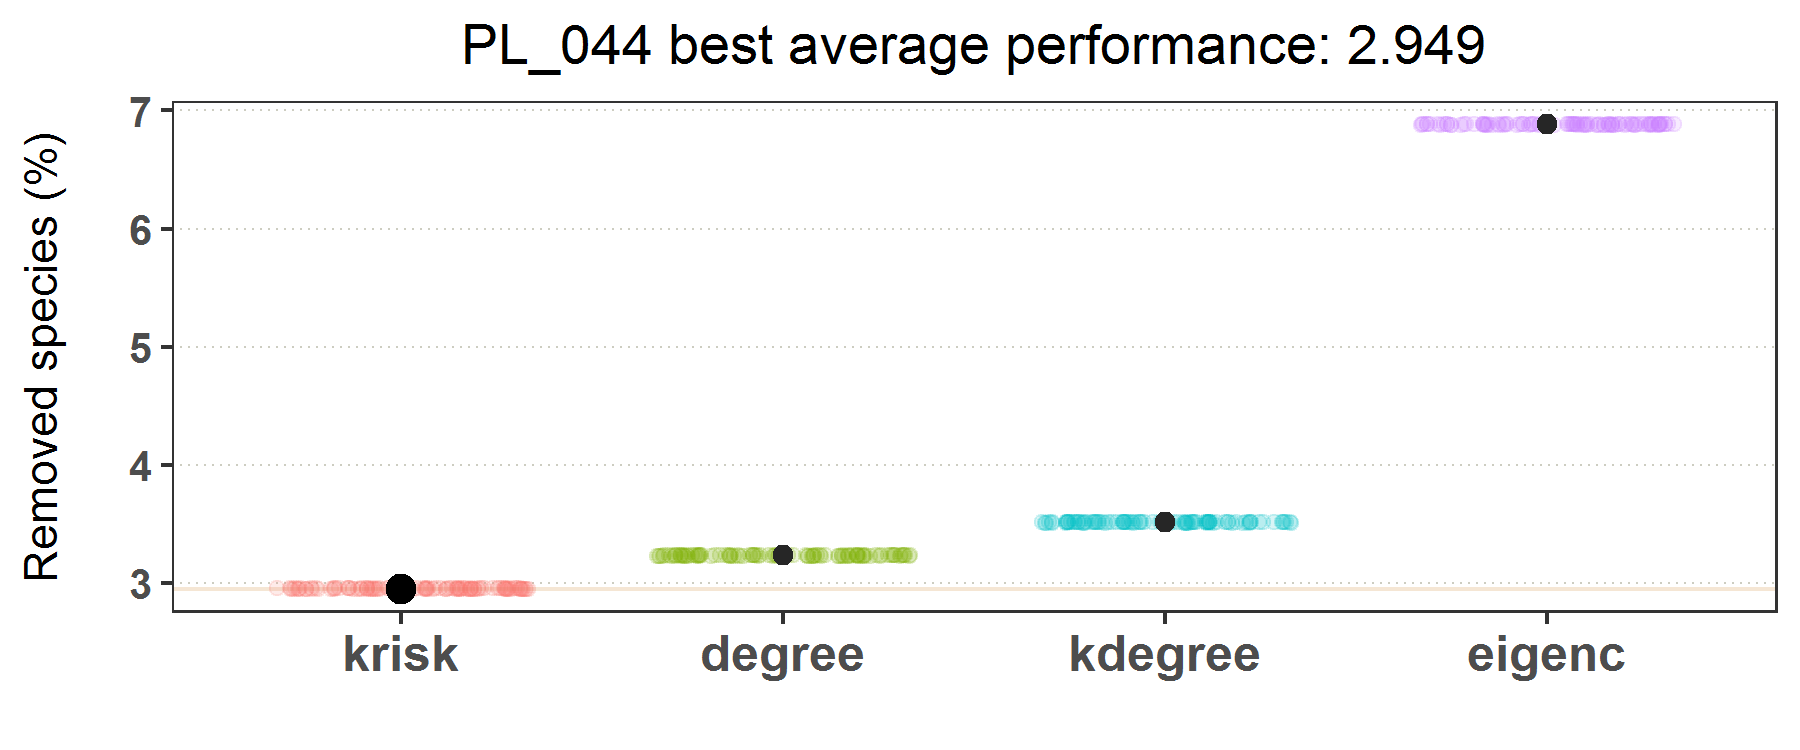 PL_044 best average performance: 2.949
Removed species (%)
7
6
5
4
3
krisk degree kdegree eigenc